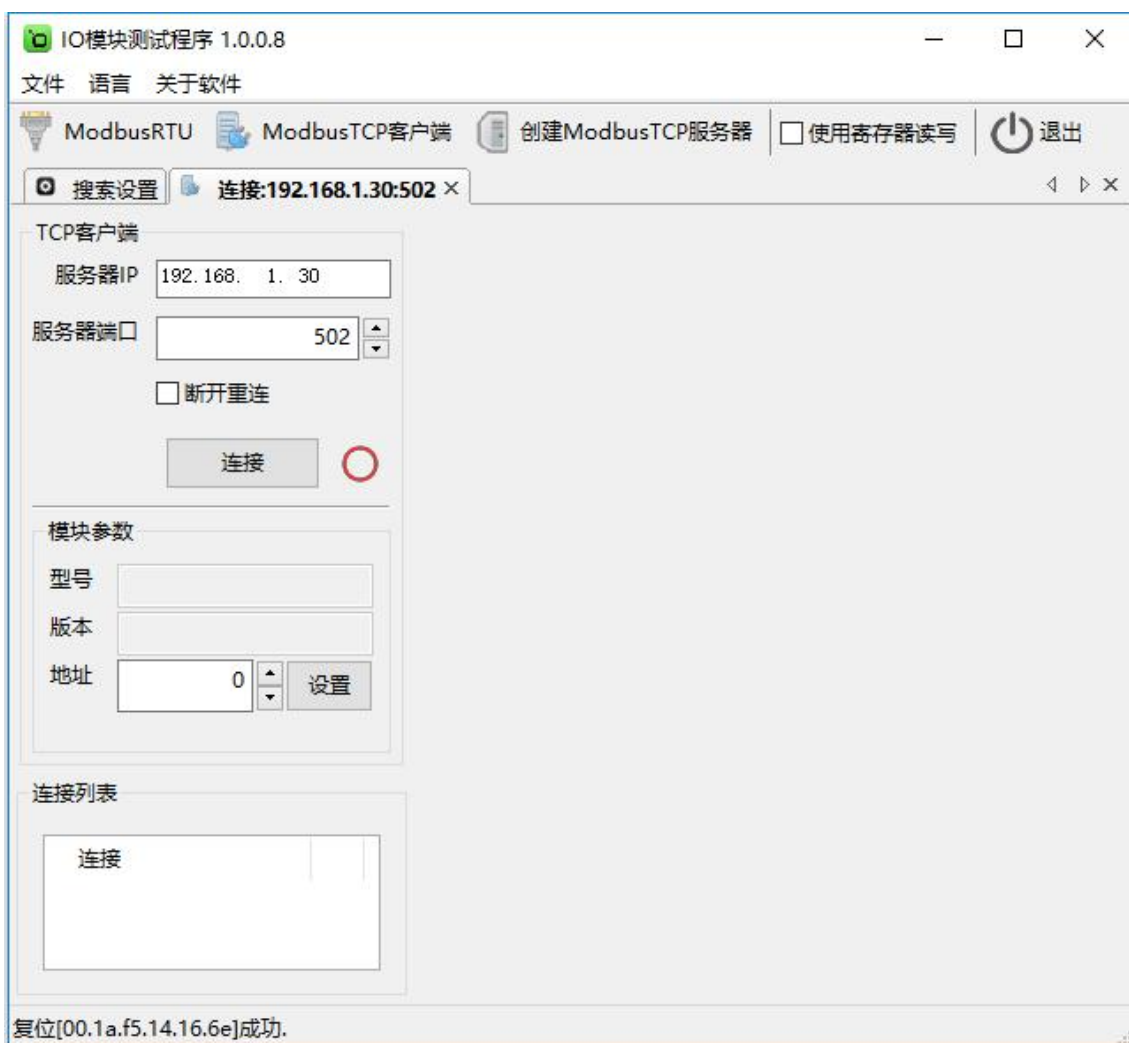 IO模块测试程序 1.0.0.8
文件 语言 关于软件
ModbusRTU ModbusTCP客户端 创建ModbusTCP服务器 使用寄存器读写 退出
搜索设置 连接:192.168.1.30:502
TCP客户端
服务器IP 192.168. 1. 30
服务器端口 502
断开重连
连接
模块参数
型号
版本
地址 0 设置
连接列表
连接
复位[00.1a.f5.14.16.6e]成功.